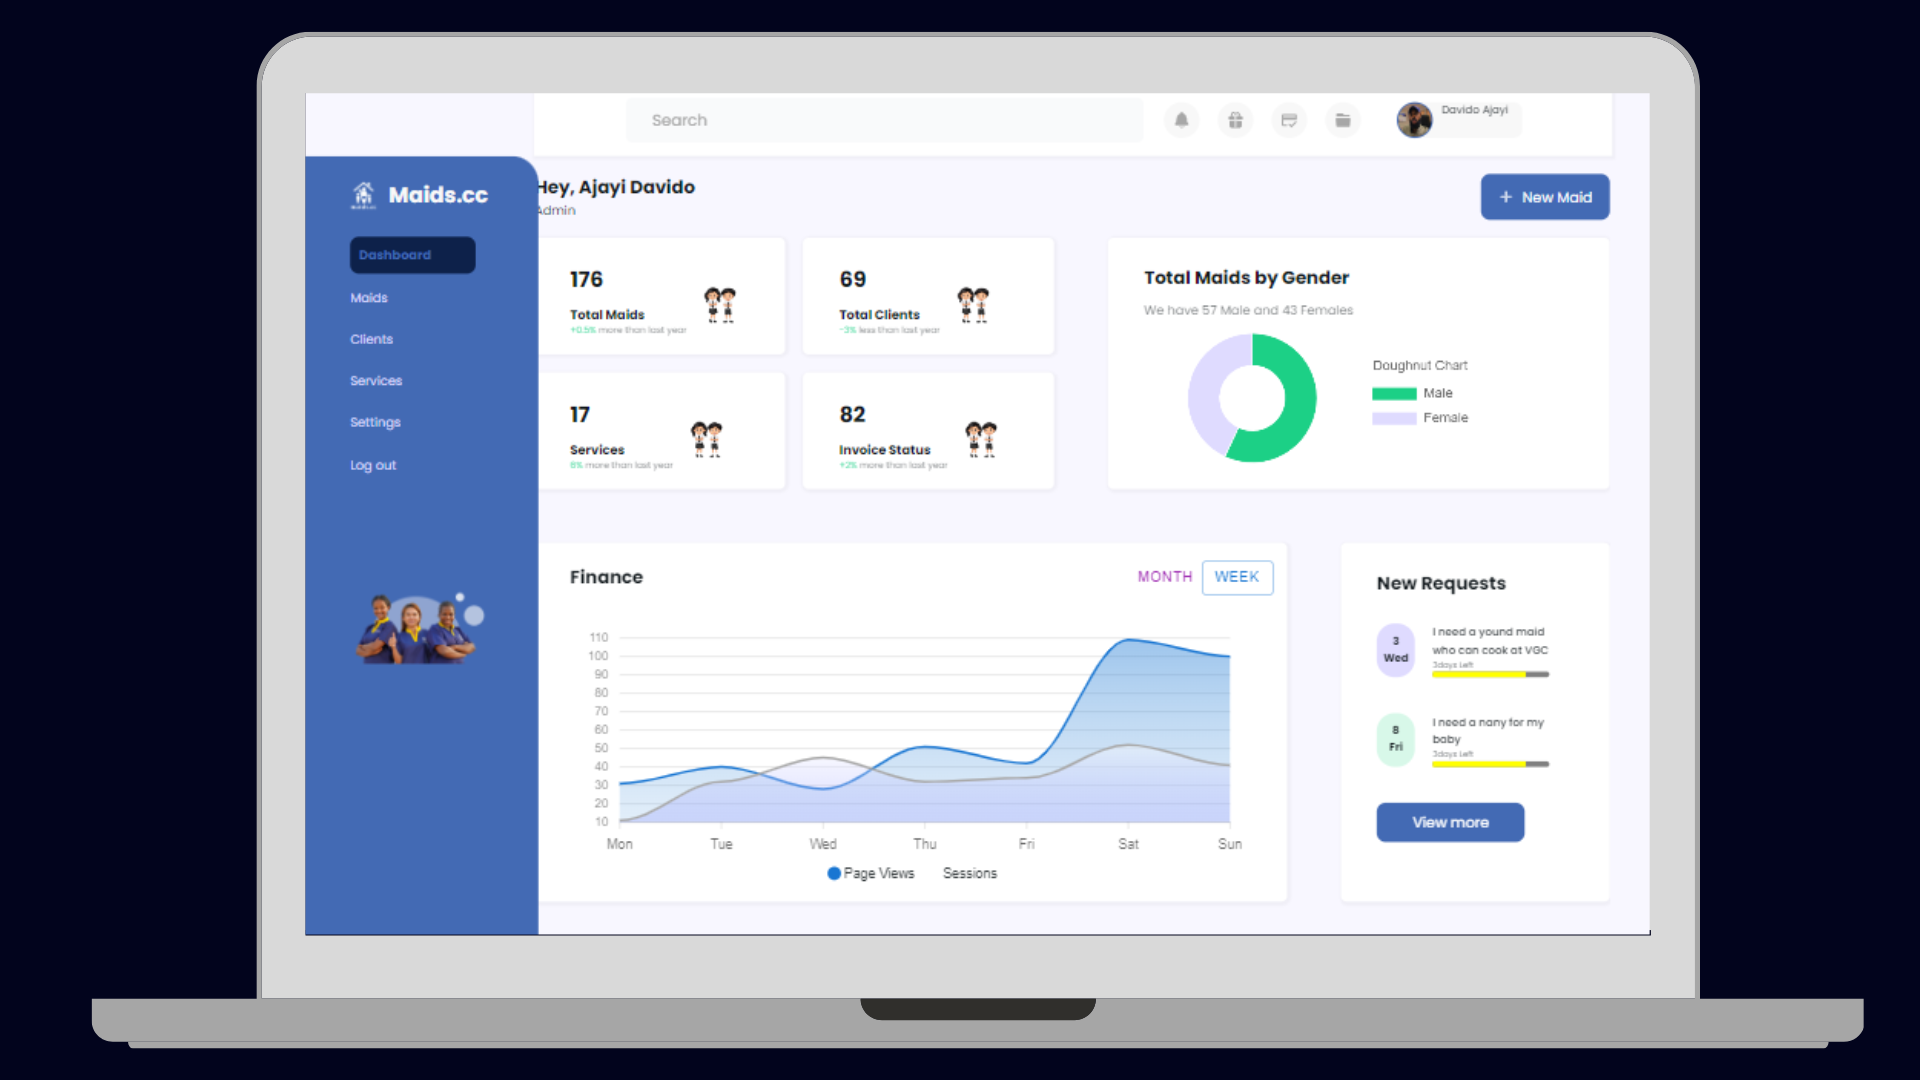 Search
Davido Ajayi
Maids.cc
Dashboard
Maids
Clients
Services
Settings
Log out
Hey, Ajayi Davido
Admin
+ New Maid
176
Total Maids
+0.5% more than last year
69
Total Clients
-3% less than last year
17
Services
6% more than last year
82
Invoice Status
+2% more than last year
Total Maids by Gender
We have 57 Male and 43 Females
Doughnut Chart
Male
Female
Finance
MONTH
WEEK
110
100
90
80
70
60
50
40
30
20
10
Mon Tue Wed Thu Fri Sat Sun
Page Views Sessions
New Requests
3
Wed
I need a yound maid
who can cook at VGC
3days Left
8
Fri
I need a nany for my
baby
3days Left
View more